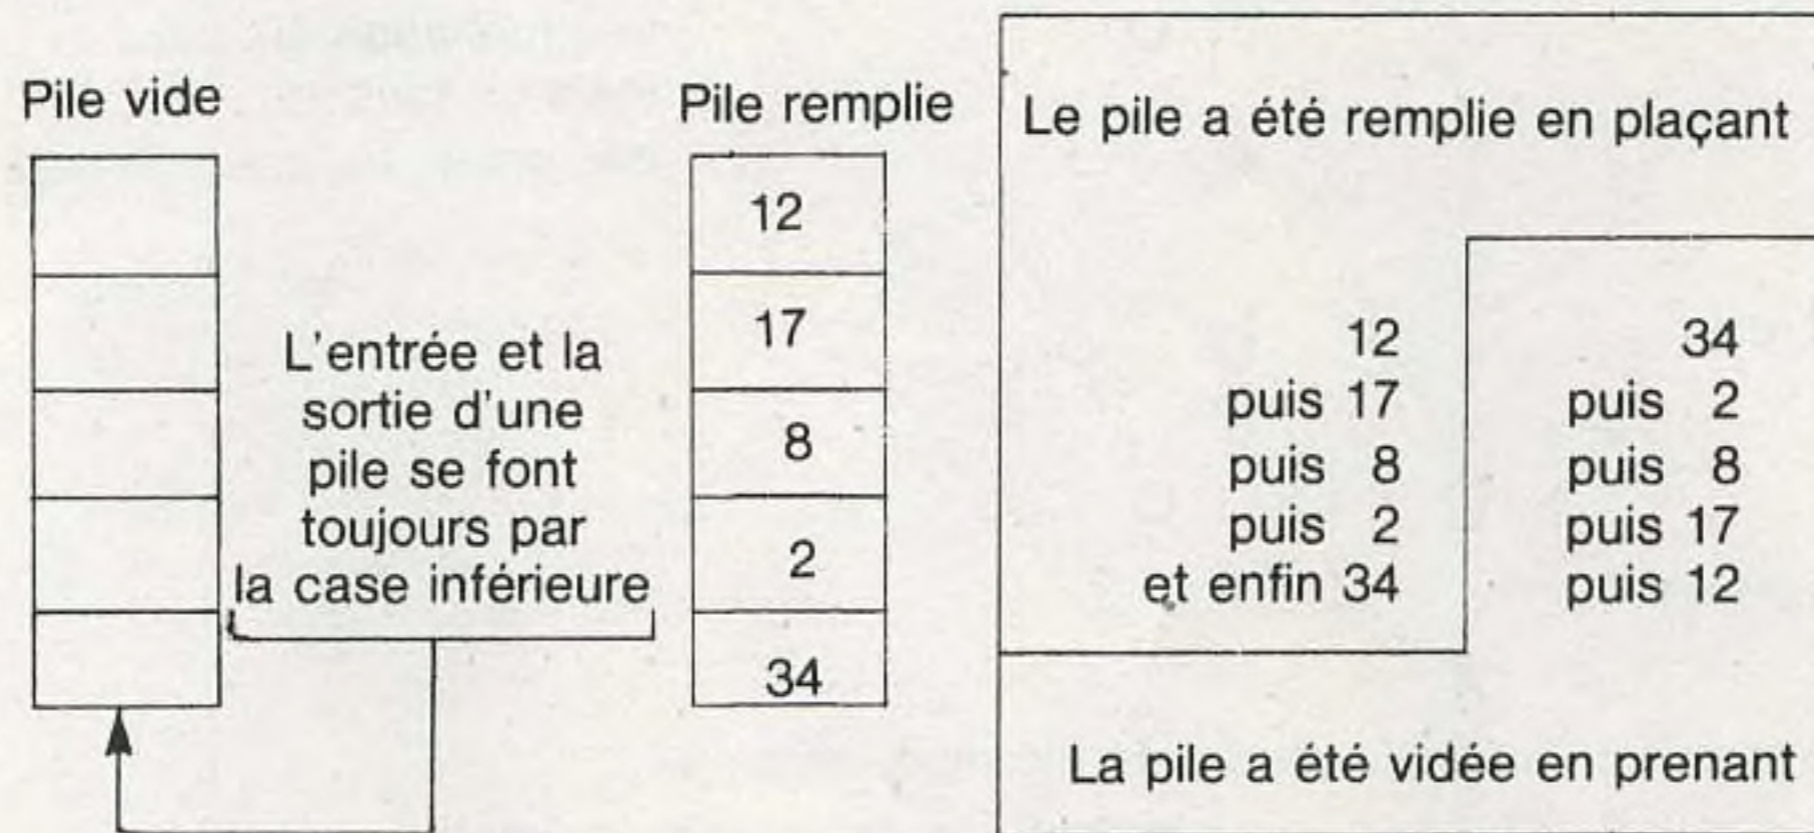 Pile vide
L'entrée et la
sortie d'une
pile se font
toujours par
la case inférieure
Pile remplie
12
17
8
2
34
Le pile a été remplie en plaçant
12
puis 17
puis 8
puis 2
et enfin 34
34
puis 2
puis 8
puis 17
puis 12
La pile a été vidée en prenant